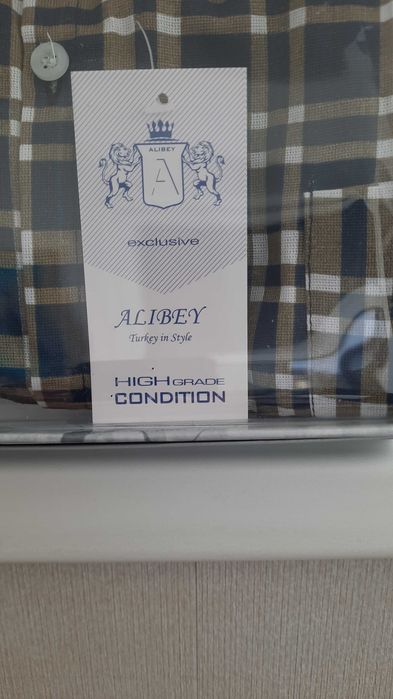 ALIBEY
A
exclusive
ALIBEY
Turkey in Style
HIGH GRADE
CONDITION